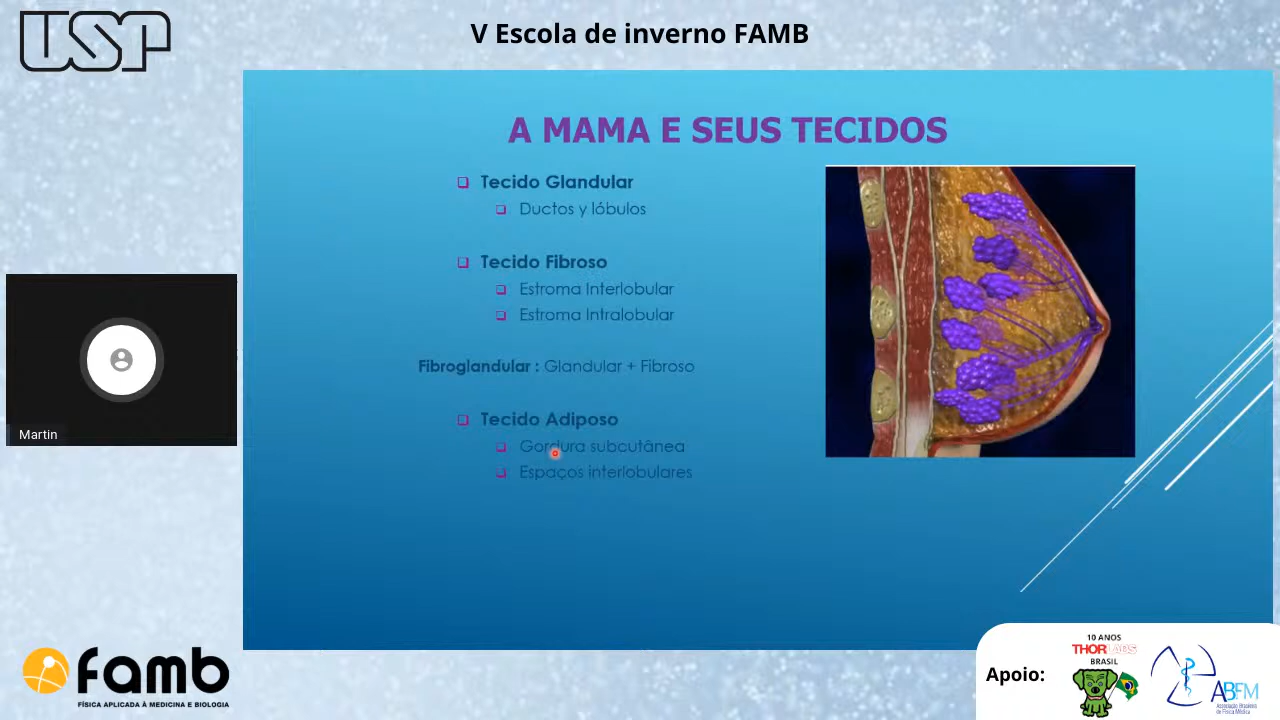 USP
V Escola de inverno FAMB
A MAMA E SEUS TECIDOS
Tecido Glandular
Ductos y lóbulos
Tecido Fibroso
Estroma Interlobular
Estroma Intralobular
Fibroglandular : Glandular + Fibroso
Tecido Adiposo
Gordura subcutânea
Espaços interlobulares
Martin
famb
FÍSICA APLICADA À MEDICINA E BIOLOGIA
Apoio:
10 ANOS
THORLABS
BRASIL
ABFM
Associação Brasileira
de Física Médica